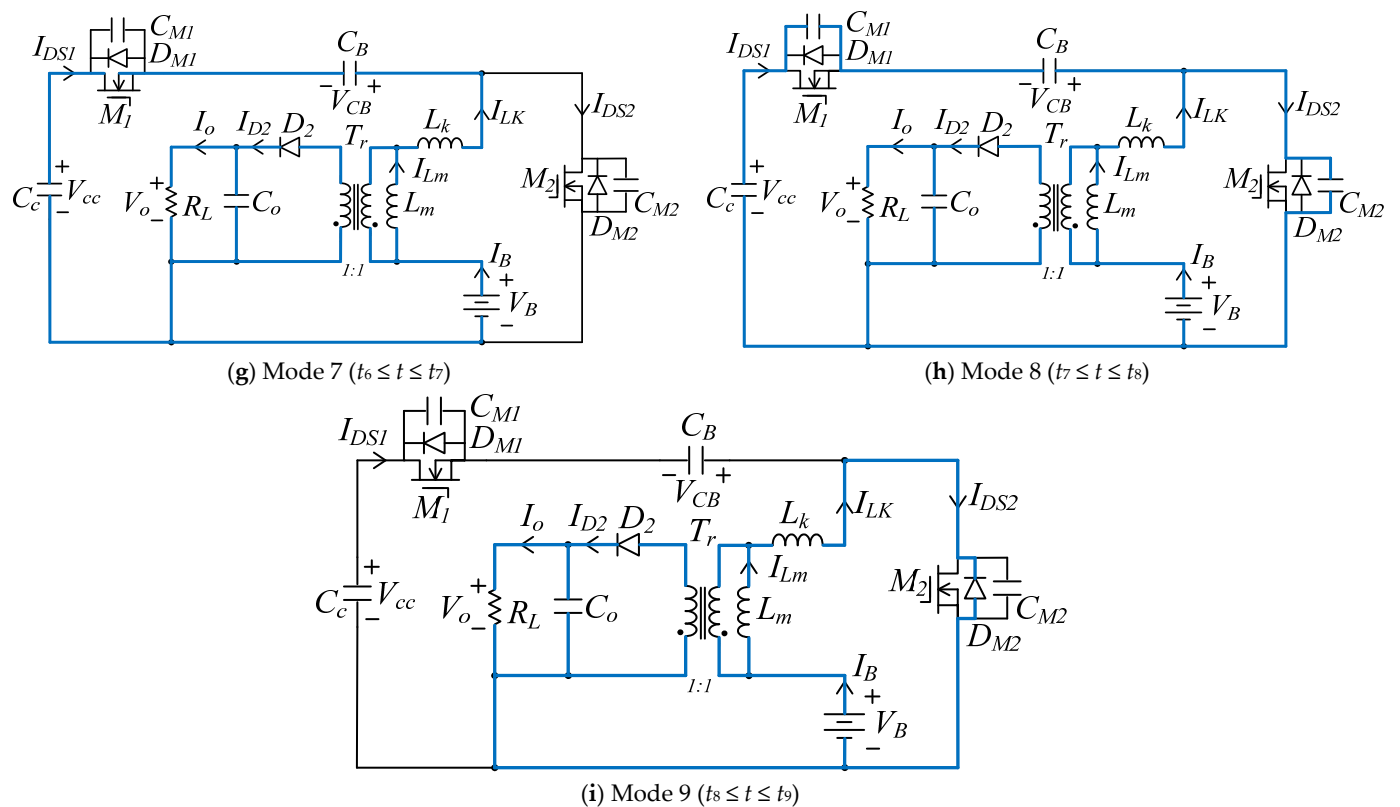 C_M1
I_DS1
D_M1
M_1
C_B
− V_CB +
I_LK
I_DS2
I_o
I_D2
D_2
T_r
L_k
I_Lm
C_c
+ V_cc −
+ V_o −
R_L
C_o
L_m
M_2
C_M2
D_M2
1:1
I_B
+ V_B −
(g) Mode 7 (t6 ≤ t ≤ t7)
C_M1
I_DS1
D_M1
M_1
C_B
− V_CB +
I_LK
I_DS2
I_o
I_D2
D_2
T_r
L_k
I_Lm
C_c
+ V_cc −
+ V_o −
R_L
C_o
L_m
M_2
C_M2
D_M2
1:1
I_B
+ V_B −
(h) Mode 8 (t7 ≤ t ≤ t8)
C_M1
I_DS1
D_M1
M_1
C_B
− V_CB +
I_LK
I_DS2
I_o
I_D2
D_2
T_r
L_k
I_Lm
C_c
+ V_cc −
+ V_o −
R_L
C_o
L_m
M_2
C_M2
D_M2
1:1
I_B
+ V_B −
(i) Mode 9 (t8 ≤ t ≤ t9)